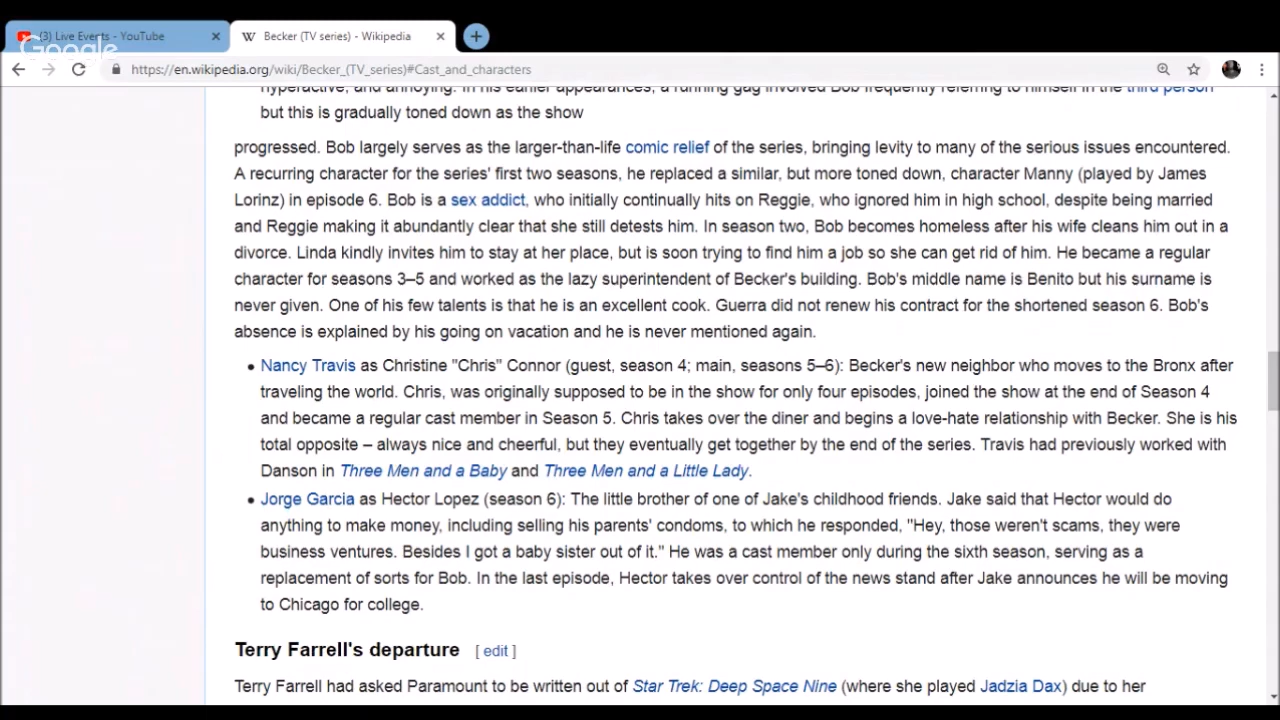 (3) Live Events - YouTube
Becker (TV series) - Wikipedia
Google
https://en.wikipedia.org/wiki/Becker_(TV_series)#Cast_and_characters
hyperactive, and annoying. In his earlier appearances, a running gag involved Bob frequently referring to himself in the third person
but this is gradually toned down as the show
progressed. Bob largely serves as the larger-than-life comic relief of the series, bringing levity to many of the serious issues encountered.
A recurring character for the series' first two seasons, he replaced a similar, but more toned down, character Manny (played by James
Lorinz) in episode 6. Bob is a sex addict, who initially continually hits on Reggie, who ignored him in high school, despite being married
and Reggie making it abundantly clear that she still detests him. In season two, Bob becomes homeless after his wife cleans him out in a
divorce. Linda kindly invites him to stay at her place, but is soon trying to find him a job so she can get rid of him. He became a regular
character for seasons 3–5 and worked as the lazy superintendent of Becker's building. Bob's middle name is Benito but his surname is
never given. One of his few talents is that he is an excellent cook. Guerra did not renew his contract for the shortened season 6. Bob's
absence is explained by his going on vacation and he is never mentioned again.
• Nancy Travis as Christine "Chris" Connor (guest, season 4; main, seasons 5–6): Becker's new neighbor who moves to the Bronx after
traveling the world. Chris, was originally supposed to be in the show for only four episodes, joined the show at the end of Season 4
and became a regular cast member in Season 5. Chris takes over the diner and begins a love-hate relationship with Becker. She is his
total opposite – always nice and cheerful, but they eventually get together by the end of the series. Travis had previously worked with
Danson in Three Men and a Baby and Three Men and a Little Lady.
• Jorge Garcia as Hector Lopez (season 6): The little brother of one of Jake's childhood friends. Jake said that Hector would do
anything to make money, including selling his parents' condoms, to which he responded, "Hey, those weren't scams, they were
business ventures. Besides I got a baby sister out of it." He was a cast member only during the sixth season, serving as a
replacement of sorts for Bob. In the last episode, Hector takes over control of the news stand after Jake announces he will be moving
to Chicago for college.
Terry Farrell's departure [ edit ]
Terry Farrell had asked Paramount to be written out of Star Trek: Deep Space Nine (where she played Jadzia Dax) due to her